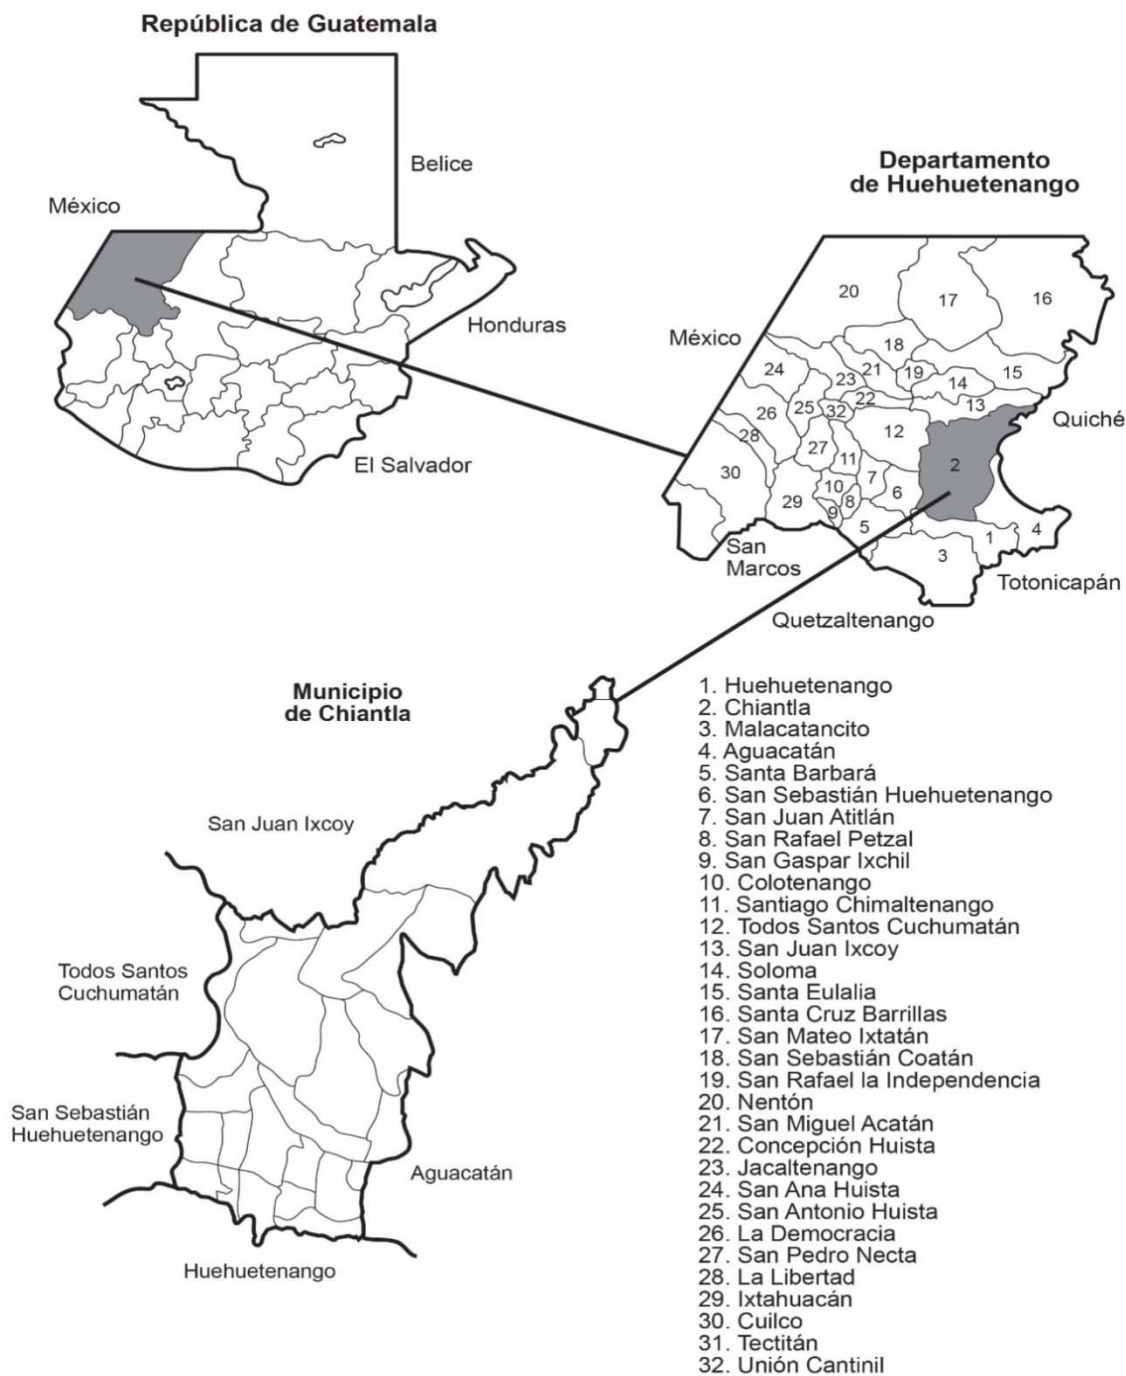 República de Guatemala
Belice
México
Honduras
El Salvador
Departamento
de Huehuetenango
20
17
16
México
18
24
21
19
15
23
14
22
13
26
25
32
Quiché
12
28
27
11
2
30
10
7
6
29
8
9
5
4
1
3
San
Marcos
Totonicapán
Quetzaltenango
Municipio
de Chiantla
San Juan Ixcoy
Todos Santos
Cuchumatán
San Sebastián
Huehuetenango
Aguacatán
Huehuetenango
1. Huehuetenango
2. Chiantla
3. Malacatancito
4. Aguacatán
5. Santa Barbará
6. San Sebastián Huehuetenango
7. San Juan Atitlán
8. San Rafael Petzal
9. San Gaspar Ixchil
10. Colotenango
11. Santiago Chimaltenango
12. Todos Santos Cuchumatán
13. San Juan Ixcoy
14. Soloma
15. Santa Eulalia
16. Santa Cruz Barrillas
17. San Mateo Ixtatán
18. San Sebastián Coatán
19. San Rafael la Independencia
20. Nentón
21. San Miguel Acatán
22. Concepción Huista
23. Jacaltenango
24. San Ana Huista
25. San Antonio Huista
26. La Democracia
27. San Pedro Necta
28. La Libertad
29. Ixtahuacán
30. Cuilco
31. Tectitán
32. Unión Cantinil